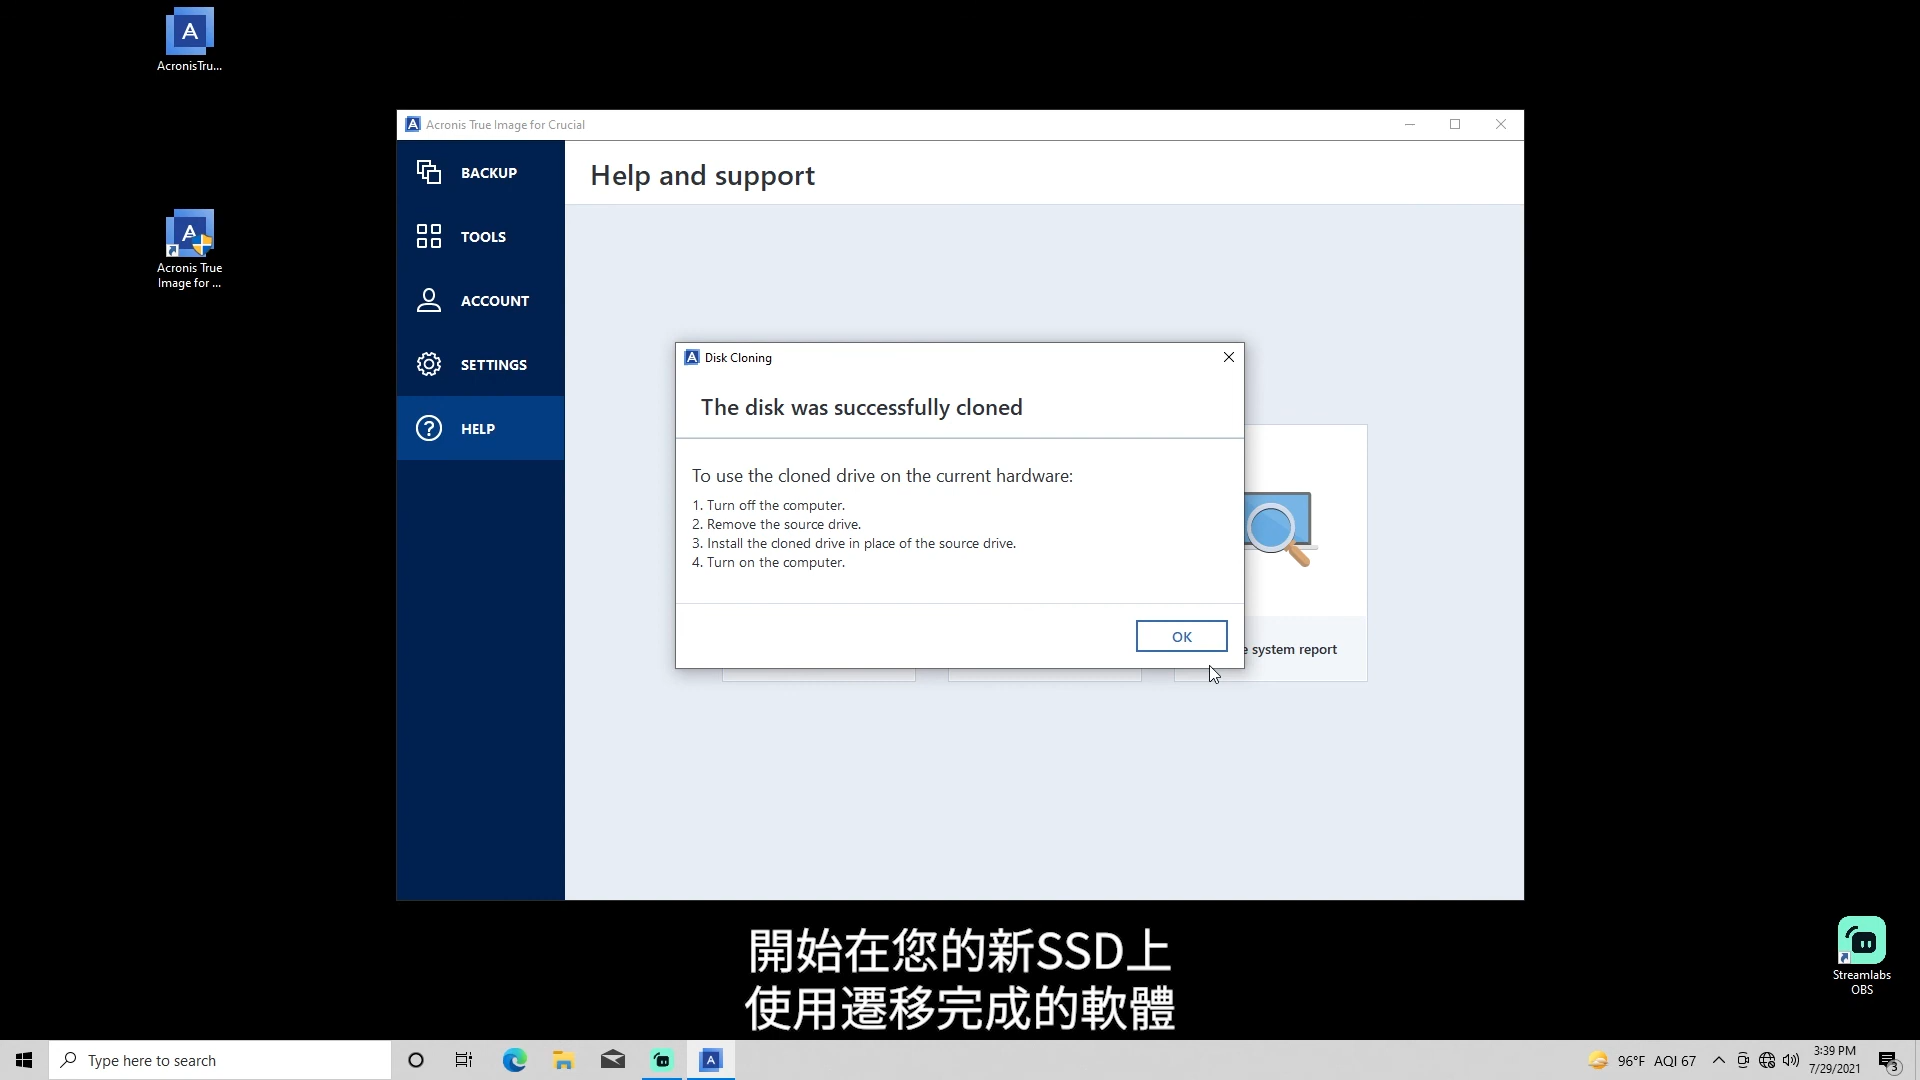 AcronisTru...
Acronis True
Image for ...
Acronis True Image for Crucial
BACKUP
TOOLS
ACCOUNT
SETTINGS
HELP
Help and support
Disk Cloning
The disk was successfully cloned
To use the cloned drive on the current hardware:
1. Turn off the computer.
2. Remove the source drive.
3. Install the cloned drive in place of the source drive.
4. Turn on the computer.
OK
system report
開始在您的新SSD上
使用遷移完成的軟體
Streamlabs
OBS
Type here to search
96°F AQI 67
3:39 PM
7/29/2021
3